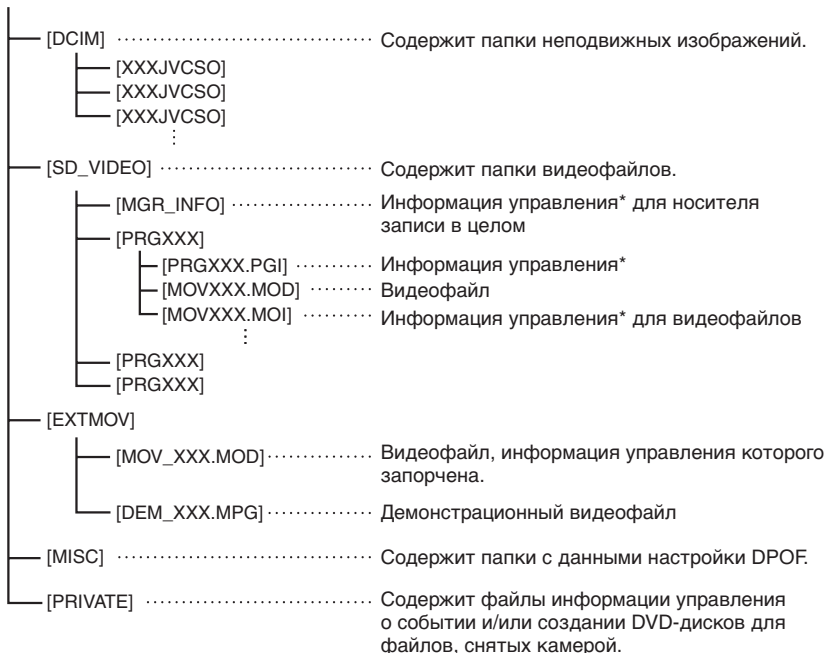 [DCIM] Содержит папки неподвижных изображений.
[XXXJVCSO]
[XXXJVCSO]
[XXXJVCSO]
[SD_VIDEO] Содержит папки видеофайлов.
[MGR_INFO] Информация управления* для носителя
записи в целом
[PRGXXX]
[PRGXXX.PGI] Информация управления*
[MOVXXX.MOD] Видеофайл
[MOVXXX.MOI] Информация управления* для видеофайлов
[PRGXXX]
[PRGXXX]
[EXTMOV]
[MOV_XXX.MOD] Видеофайл, информация управления которого
запорчена.
[DEM_XXX.MPG] Демонстрационный видеофайл
[MISC] Содержит папки с данными настройки DPOF.
[PRIVATE] Содержит файлы информации управления
о событии и/или создании DVD-дисков для
файлов, снятых камерой.